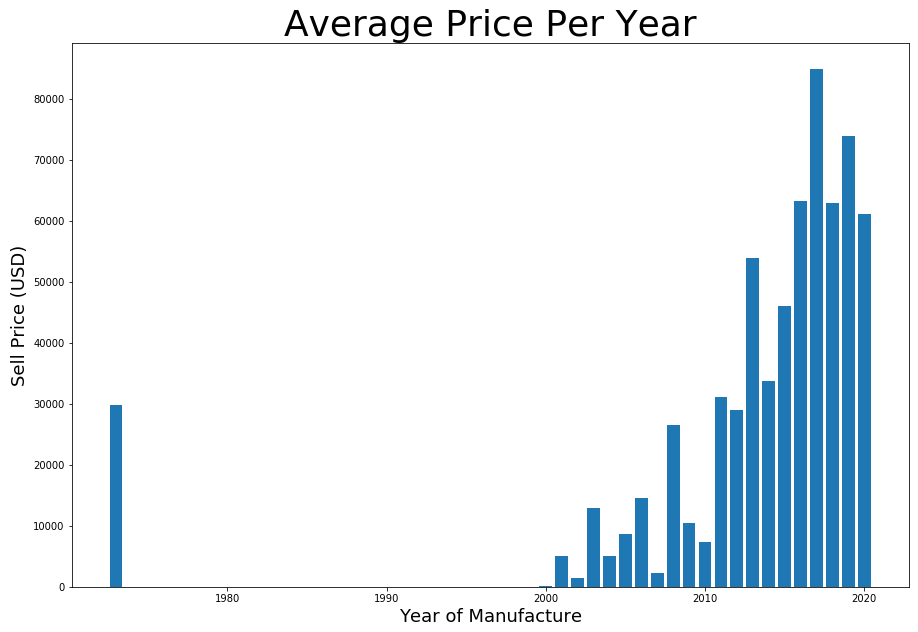 Average Price Per Year
80000
70000
60000
50000
40000
30000
20000
10000
0
Sell Price (USD)
1980 1990 2000 2010 2020
Year of Manufacture